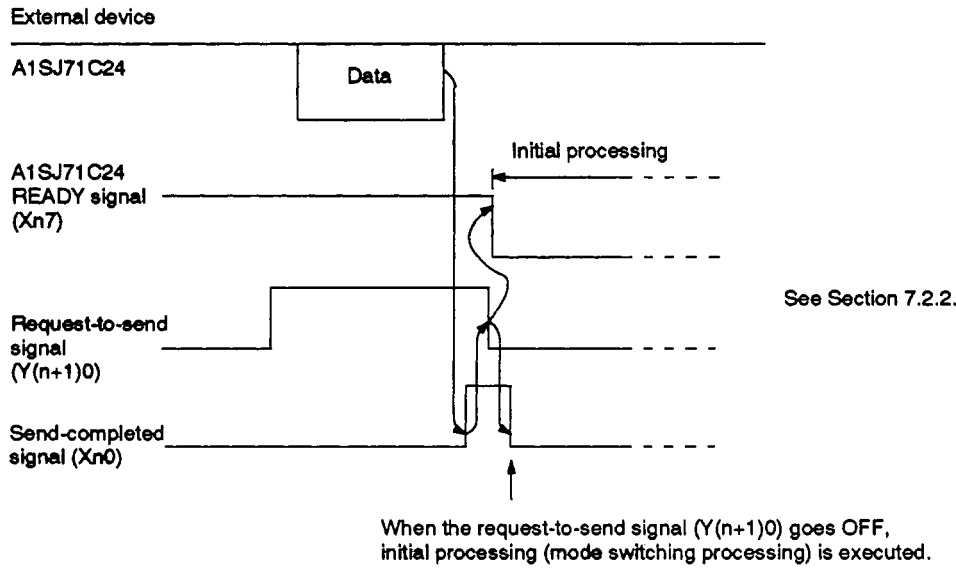 External device
A1SJ71C24
Data
Initial processing
A1SJ71C24
READY signal
(Xn7)
See Section 7.2.2.
Request-to-send
signal
(Y(n+1)0)
Send-completed
signal (Xn0)
When the request-to-send signal (Y(n+1)0) goes OFF,
initial processing (mode switching processing) is executed.